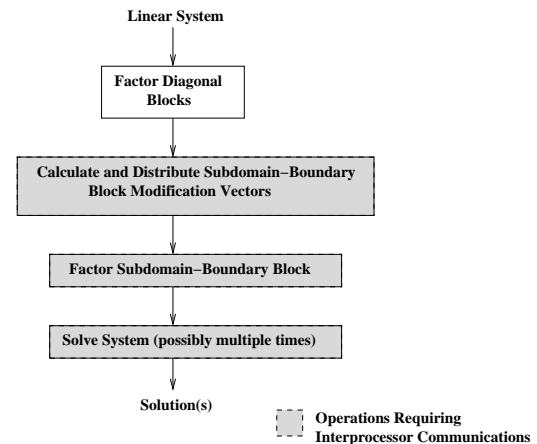 Linear System
Factor Diagonal
Blocks
Calculate and Distribute Subdomain−Boundary
Block Modification Vectors
Factor Subdomain−Boundary Block
Solve System (possibly multiple times)
Solution(s)
Operations Requiring
Interprocessor Communications